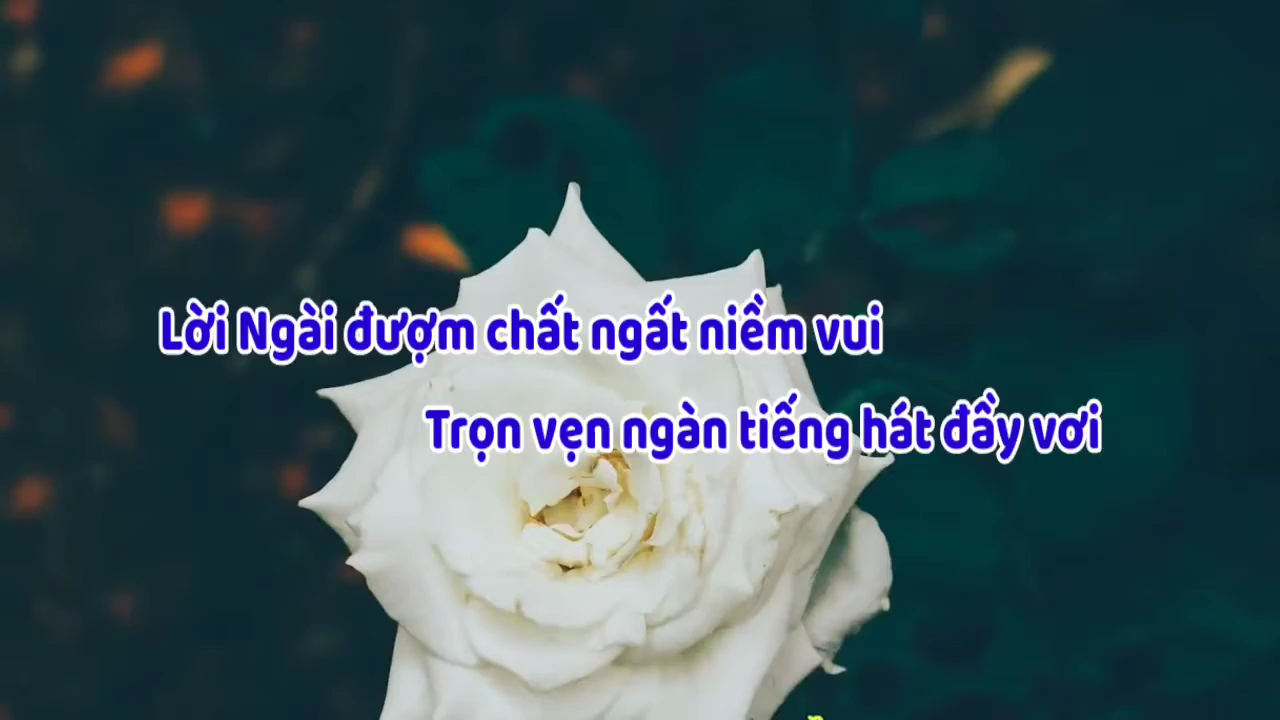 Lời Ngài đượm chất ngất niềm vui
Trọn vẹn ngàn tiếng hát đầy vơi